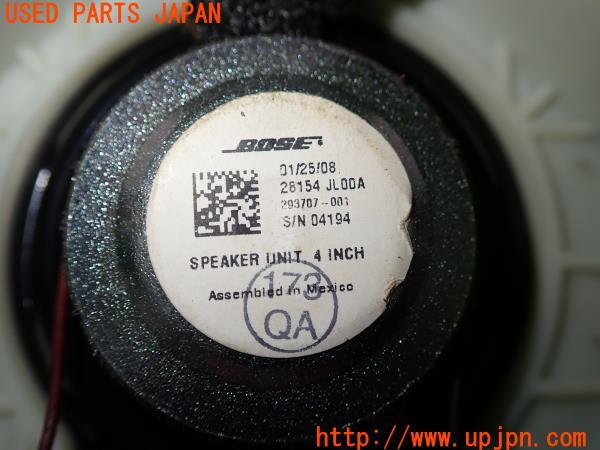 USED PARTS JAPAN
BOSE
01/25/08
28154 JL00A
293707-001
S/N 04194
SPEAKER UNIT, 4 INCH
Assembled in Mexico
173
QA
http://www.upjpn.com